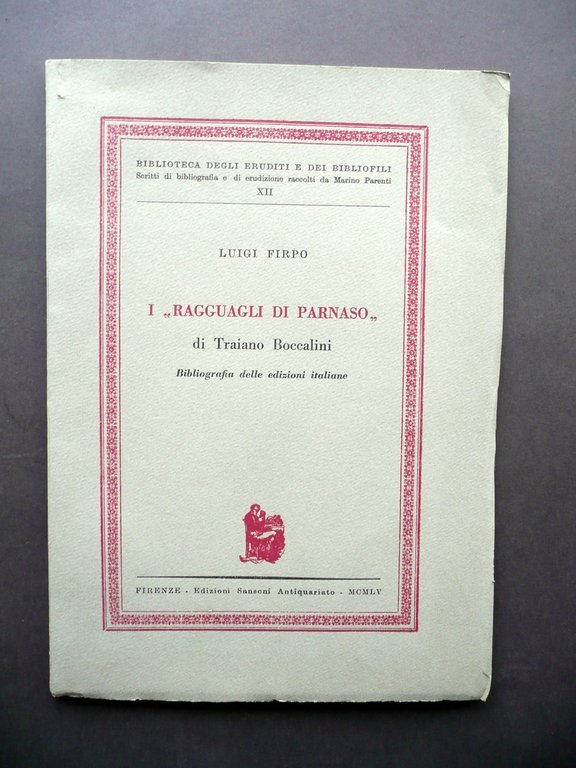 BIBLIOTECA DEGLI ERUDITI E DEI BIBLIOFILI
Scritti di bibliografia e di erudizione raccolti da Marino Parenti
XII
LUIGI FIRPO
I „RAGGUAGLI DI PARNASO„
di Traiano Boccalini
Bibliografia delle edizioni italiane
FIRENZE - Edizioni Sansoni Antiquariato - MCMLV